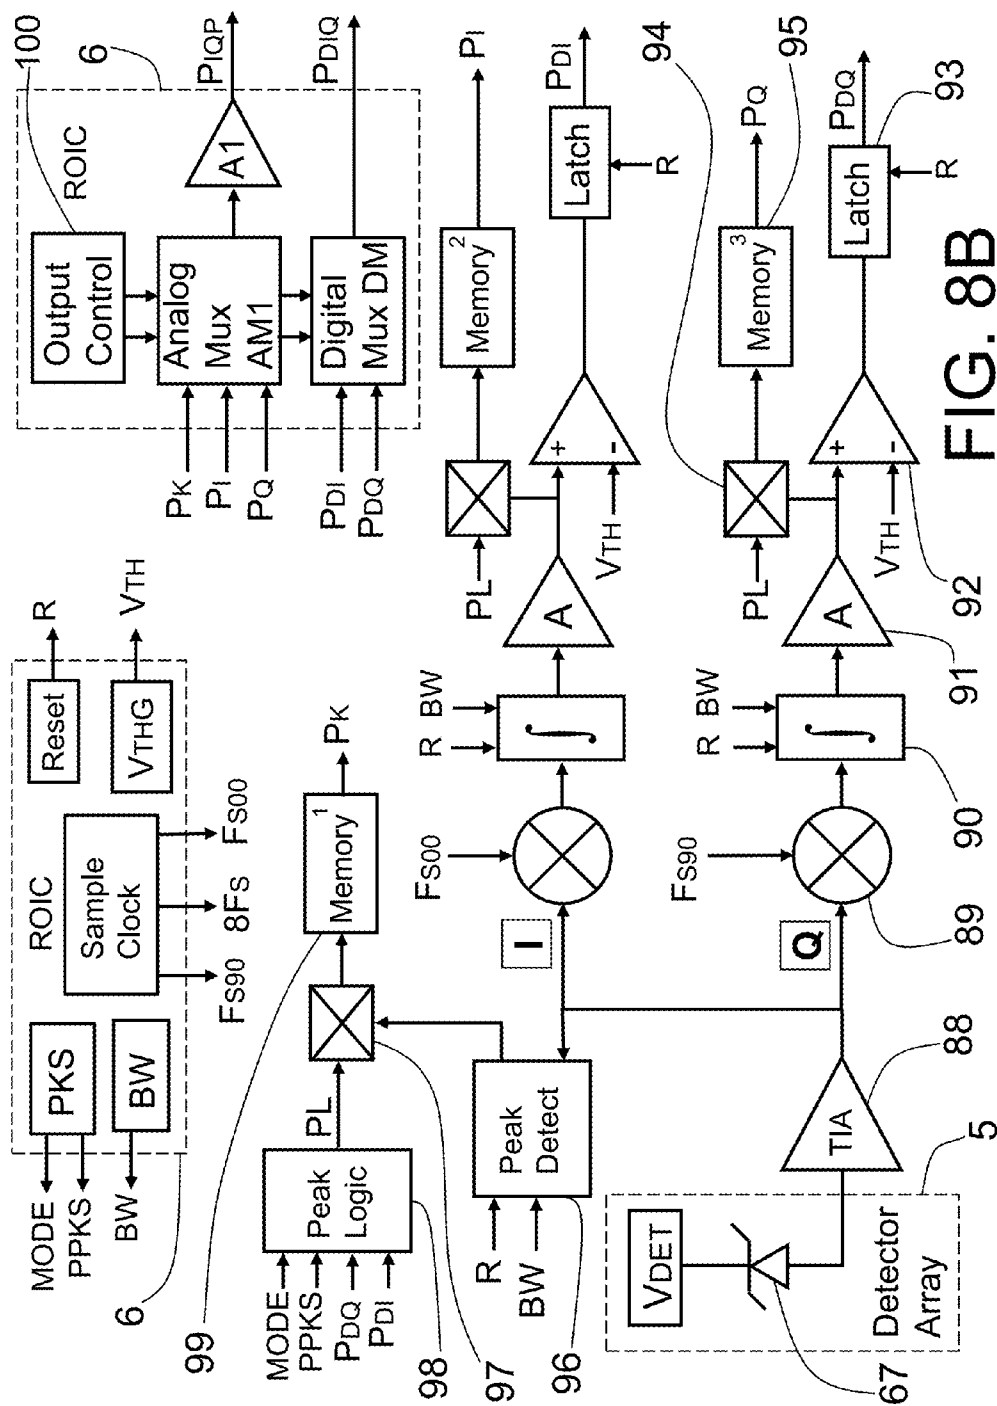 MODE
PPKS
PKS
BW
BW
6
ROIC
Sample
Clock
FS90
8FS
FS00
Reset
R
VTHG
VTH
100
6
ROIC
Output
Control
Analog
Mux
AM1
A1
PIQP
Digital
Mux DM
PDIQ
PK
PI
PQ
PDI
PDQ
99
MODE
PPKS
PDQ
PDI
98
Peak
Logic
PL
97
Memory 1
PK
R
BW
96
Peak
Detect
I
FS00
R
BW
∫
A
PL
Memory 2
PI
+
-
VTH
Latch
R
PDI
94
VDET
67
Detector
Array
5
TIA
88
Q
FS90
89
R
BW
∫
90
A
91
PL
Memory 3
PQ
95
+
-
VTH
92
Latch
R
PDQ
93
FIG. 8B